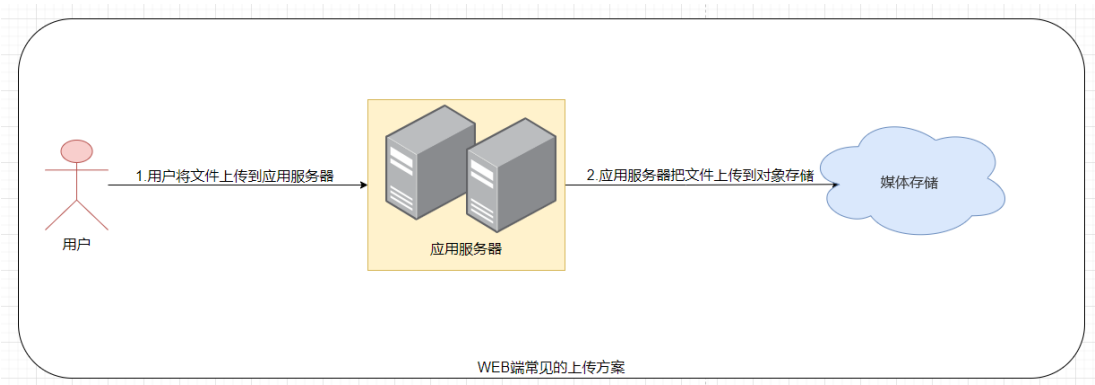 1.用户将文件上传到应用服务器
2.应用服务器把文件上传到对象存储
媒体存储
用户
应用服务器
WEB端常见的上传方案